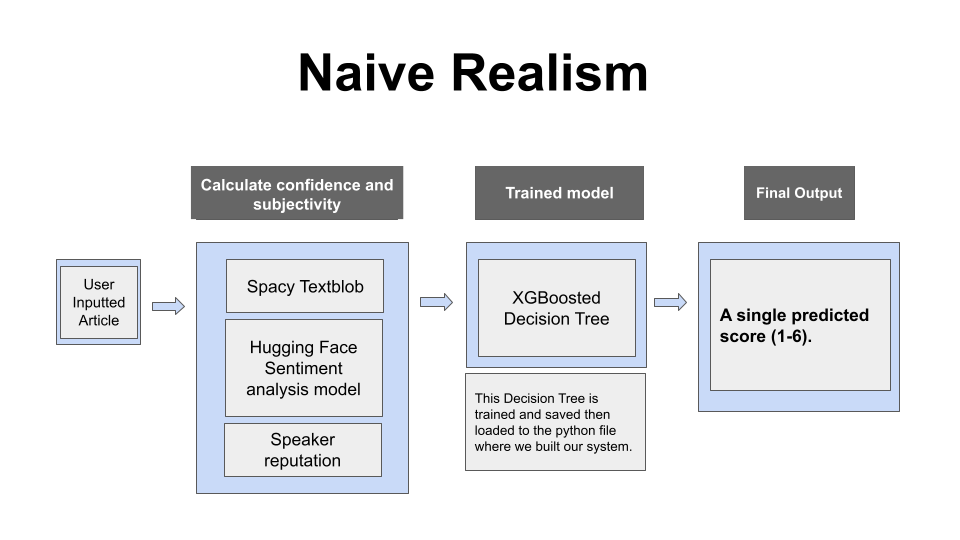 Naive Realism
Calculate confidence and
subjectivity
Trained model
Final Output
User
Inputted
Article
Spacy Textblob
Hugging Face
Sentiment
analysis model
Speaker
reputation
XGBoosted
Decision Tree
This Decision Tree is
trained and saved then
loaded to the python file
where we built our system.
A single predicted
score (1-6).